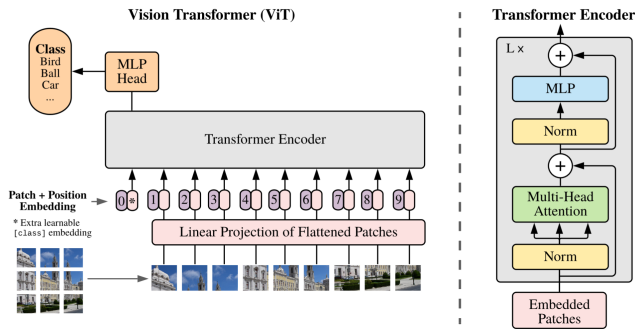 Vision Transformer (ViT)
Class
Bird
Ball
Car
...
MLP
Head
Transformer Encoder
Patch + Position
Embedding
0 * 1 2 3 4 5 6 7 8 9
* Extra learnable
[class] embedding
Linear Projection of Flattened Patches
Transformer Encoder
L x
+
MLP
Norm
+
Multi-Head
Attention
Norm
Embedded
Patches